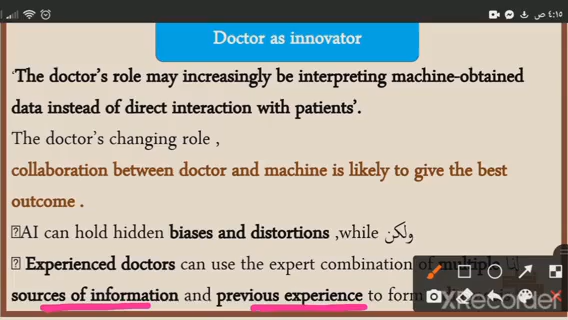 ٤:١٥ ص
Doctor as innovator
'The doctor's role may increasingly be interpreting machine-obtained
data instead of direct interaction with patients'.
The doctor's changing role ,
collaboration between doctor and machine is likely to give the best
outcome .
AI can hold hidden biases and distortions ,while ولكن
Experienced doctors can use the expert combination of multiple
sources of information and previous experience to form
XRecorder